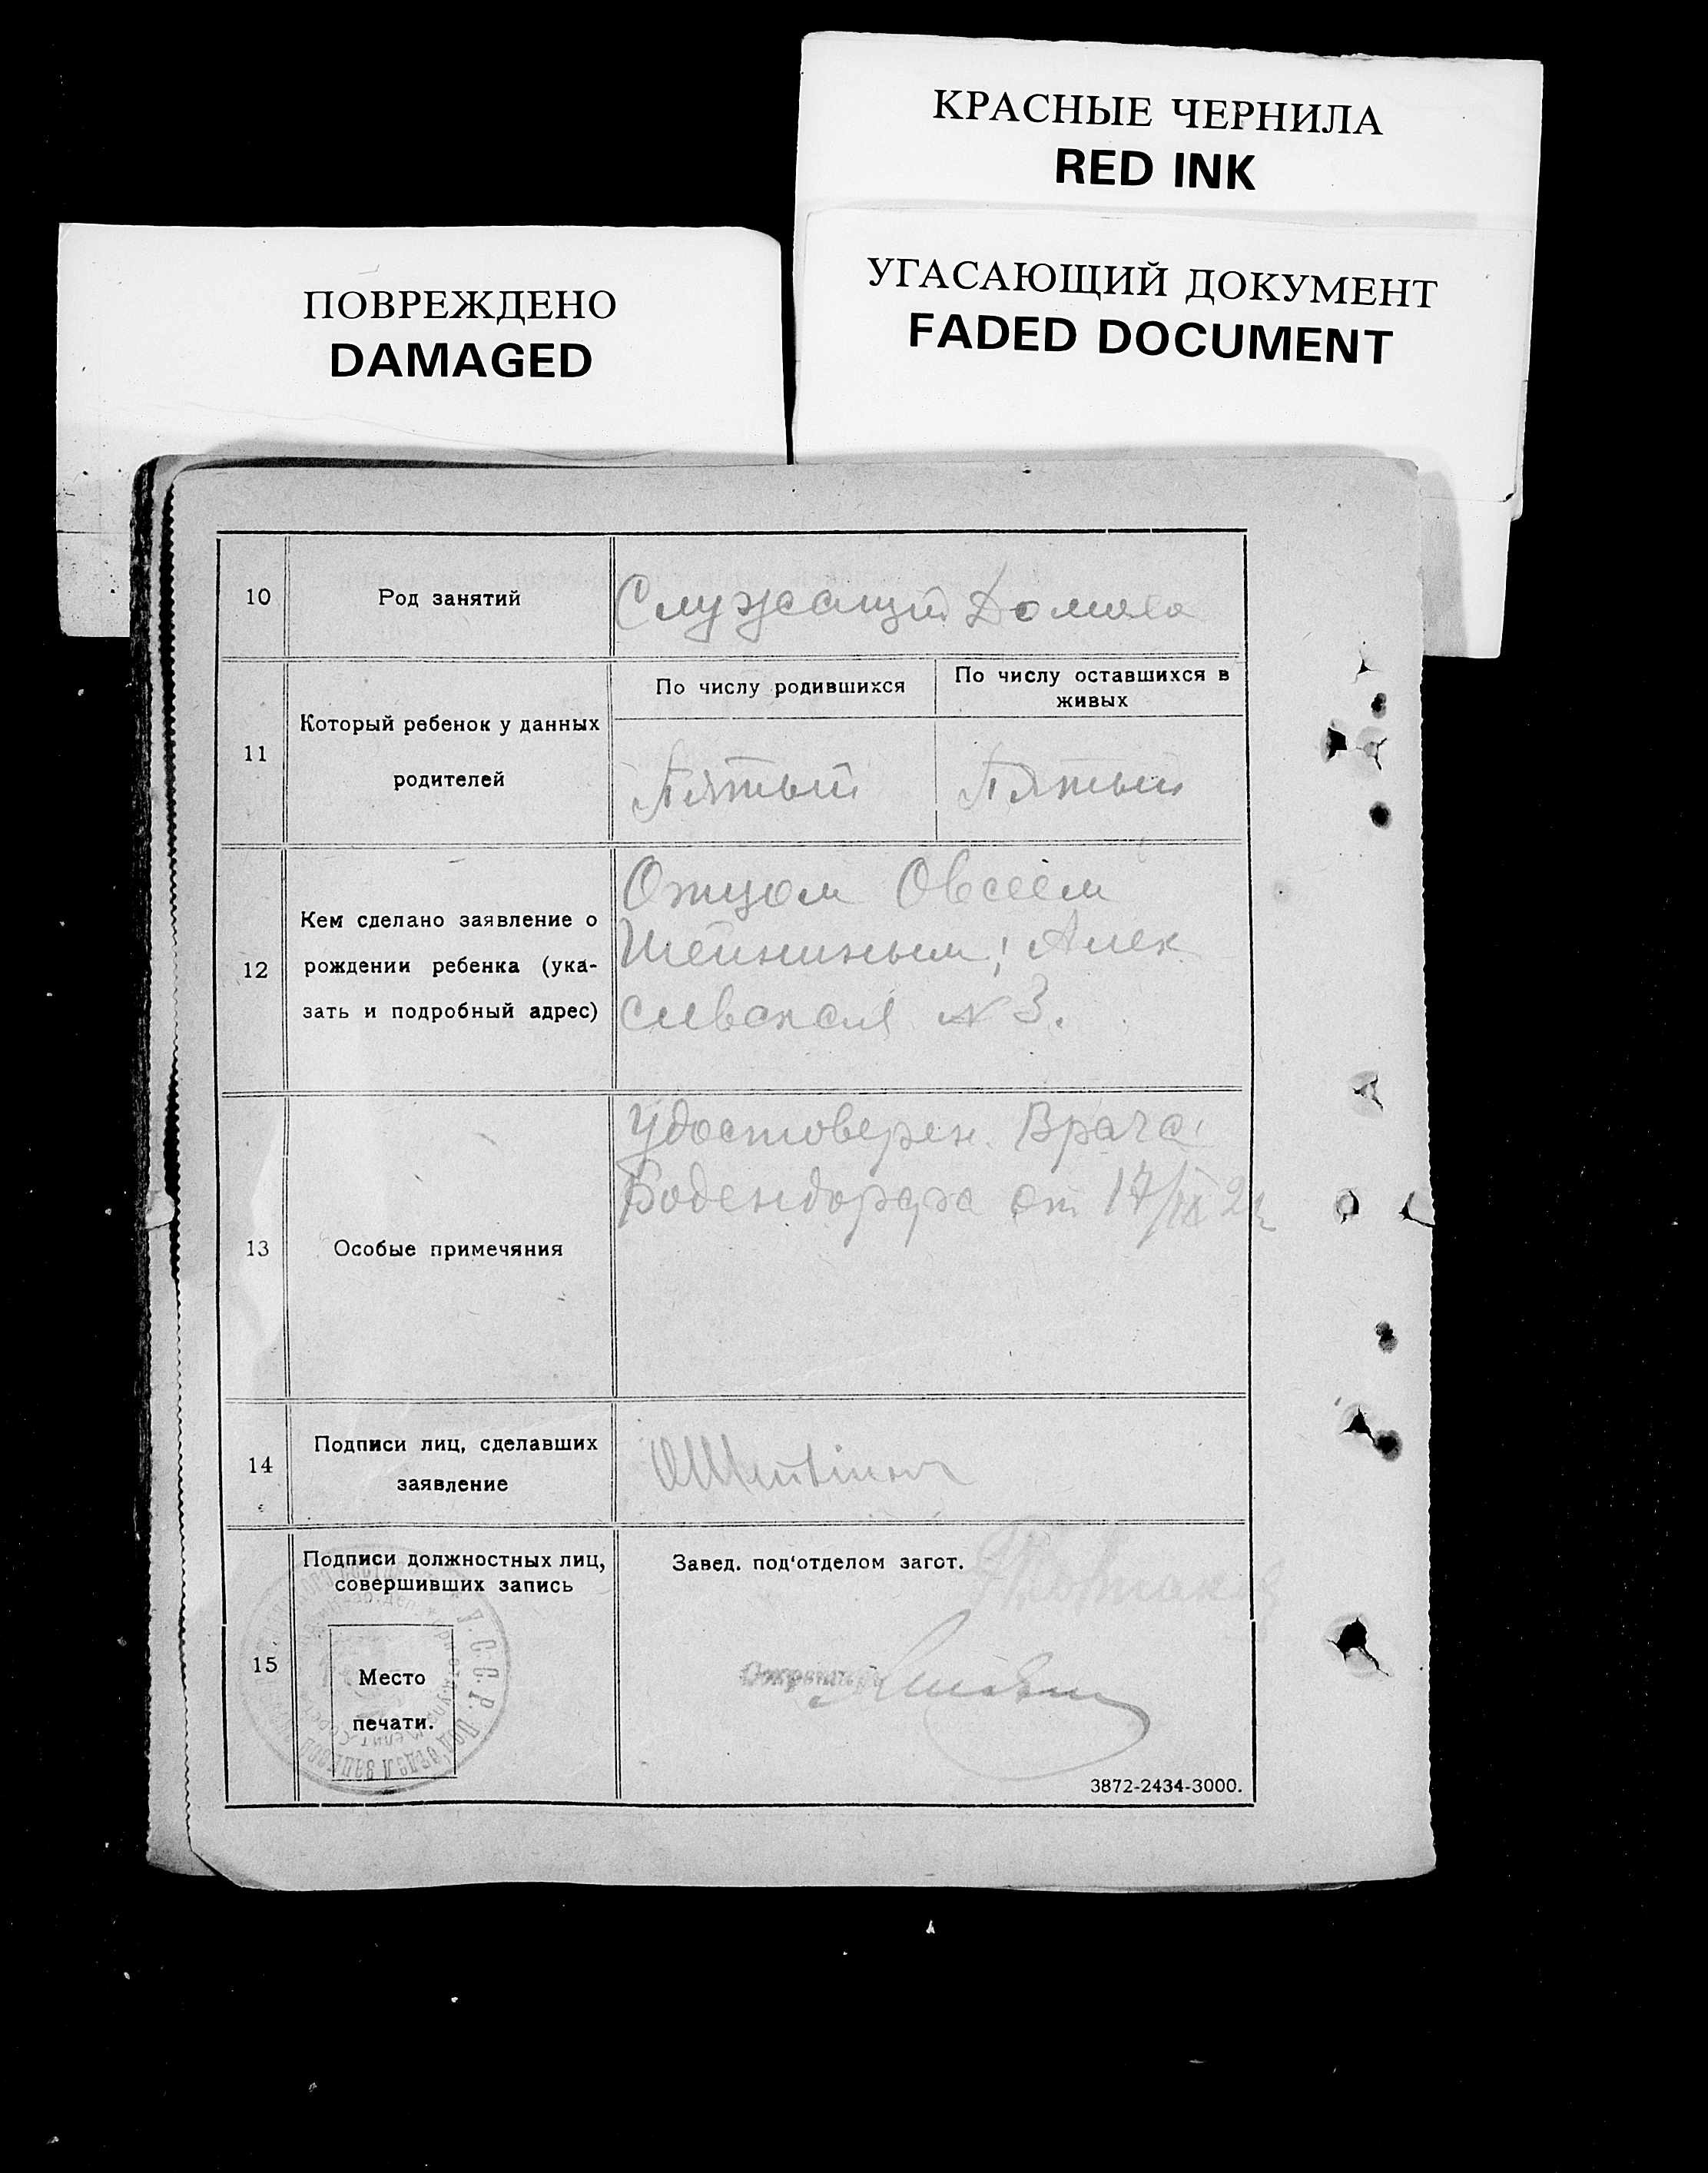 КРАСНЫЕ ЧЕРНИЛА
RED INK
УГАСАЮЩИЙ ДОКУМЕНТ
FADED DOCUMENT
ПОВРЕЖДЕНО
DAMAGED
10
Род занятий
Служащий
11
Который ребенок у данных
родителей
По числу родившихся
По числу оставшихся в
живых
Пятый
Пятый
12
Кем сделано заявление о
рождении ребенка (ука-
зать и подробный адрес)
Отцом Овсеем
Шейниным; Алек
севская N 3.
13
Особые примечяния
Удостоверен. Врача
Бодендорфа от 17/IX
14
Подписи лиц, сделавших
заявление
15
Подписи должностных лиц,
совершивших запись
Место
печати.
Завед. под'отделом загот.
3872-2434-3000.